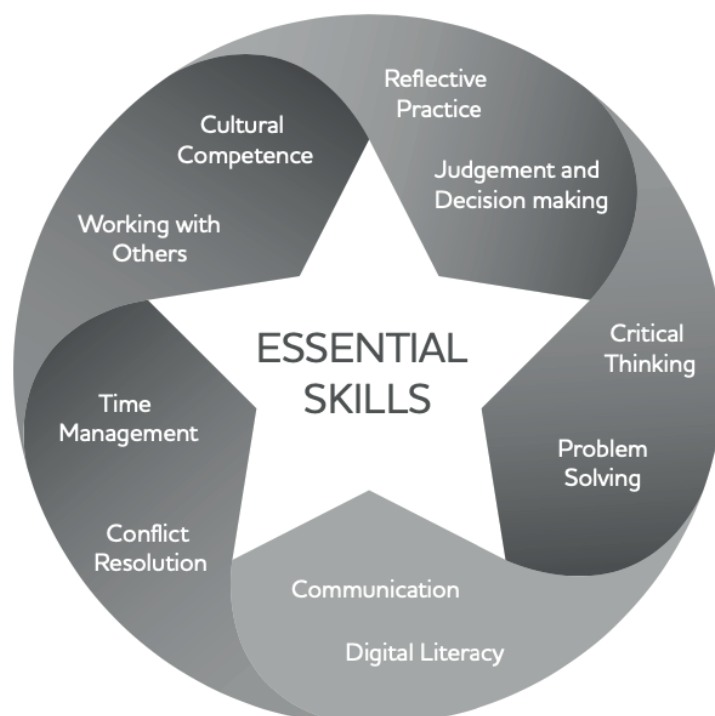 Reflective
Practice
Judgement and
Decision making
Critical
Thinking
Problem
Solving
Communication
Digital Literacy
Conflict
Resolution
Time
Management
Working with
Others
Cultural
Competence
ESSENTIAL
SKILLS